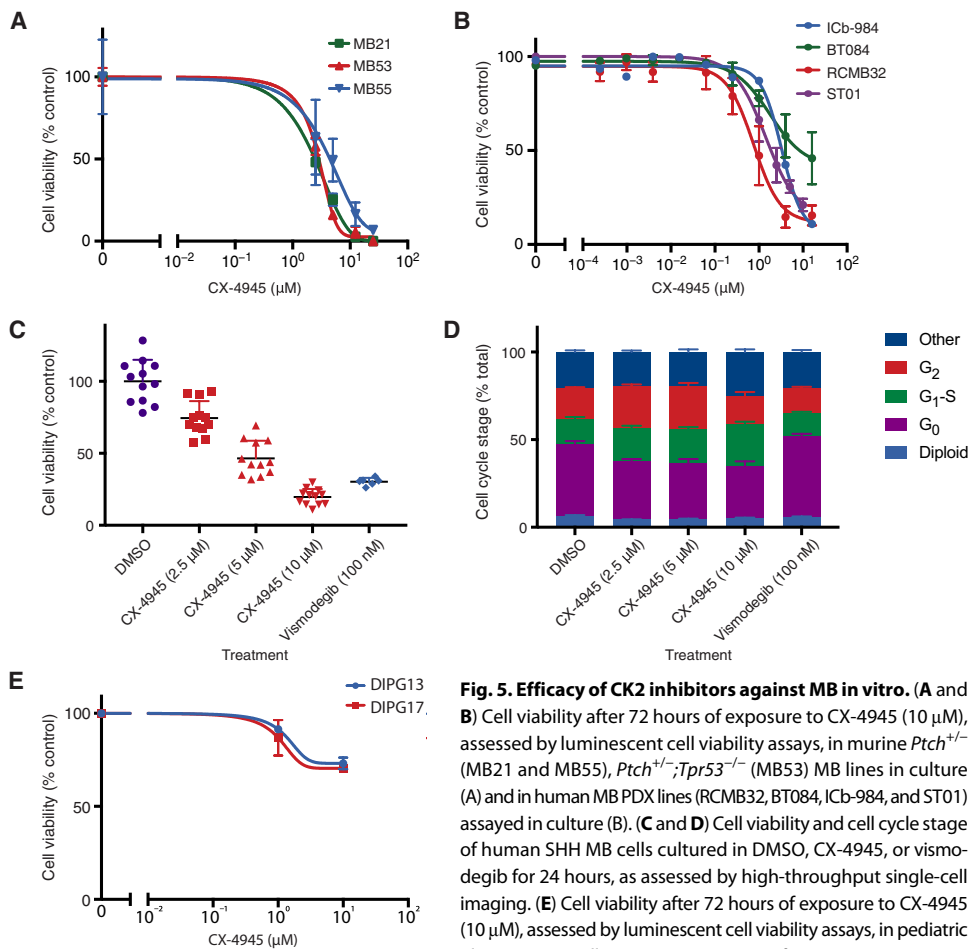 A
Cell viability (% control)
100
50
0
0
10⁻²
10⁻¹
10⁰
10¹
10²
CX-4945 (µM)
MB21
MB53
MB55
B
Cell viability (% control)
100
50
0
0
10⁻⁴
10⁻³
10⁻²
10⁻¹
10⁰
10¹
10²
CX-4945 (µM)
ICb-984
BT084
RCMB32
ST01
C
Cell viability (% control)
100
50
0
DMSO
CX-4945 (2.5 µM)
CX-4945 (5 µM)
CX-4945 (10 µM)
Vismodegib (100 nM)
Treatment
D
Cell cycle stage (% total)
100
50
0
DMSO
CX-4945 (2.5 µM)
CX-4945 (5 µM)
CX-4945 (10 µM)
Vismodegib (100 nM)
Treatment
Other
G₂
G₁-S
G₀
Diploid
E
Cell viability (% control)
100
50
0
0
10⁻²
10⁻¹
10⁰
10¹
10²
CX-4945 (µM)
DIPG13
DIPG17
Fig. 5. Efficacy of CK2 inhibitors against MB in vitro. (A and
B) Cell viability after 72 hours of exposure to CX-4945 (10 µM),
assessed by luminescent cell viability assays, in murine Ptch⁺/⁻
(MB21 and MB55), Ptch⁺/⁻;Tpr53⁻/⁻ (MB53) MB lines in culture
(A) and in human MB PDX lines (RCMB32, BT084, ICb-984, and ST01)
assayed in culture (B). (C and D) Cell viability and cell cycle stage
of human SHH MB cells cultured in DMSO, CX-4945, or vismo-
degib for 24 hours, as assessed by high-throughput single-cell
imaging. (E) Cell viability after 72 hours of exposure to CX-4945
(10 µM), assessed by luminescent cell viability assays, in pediatric